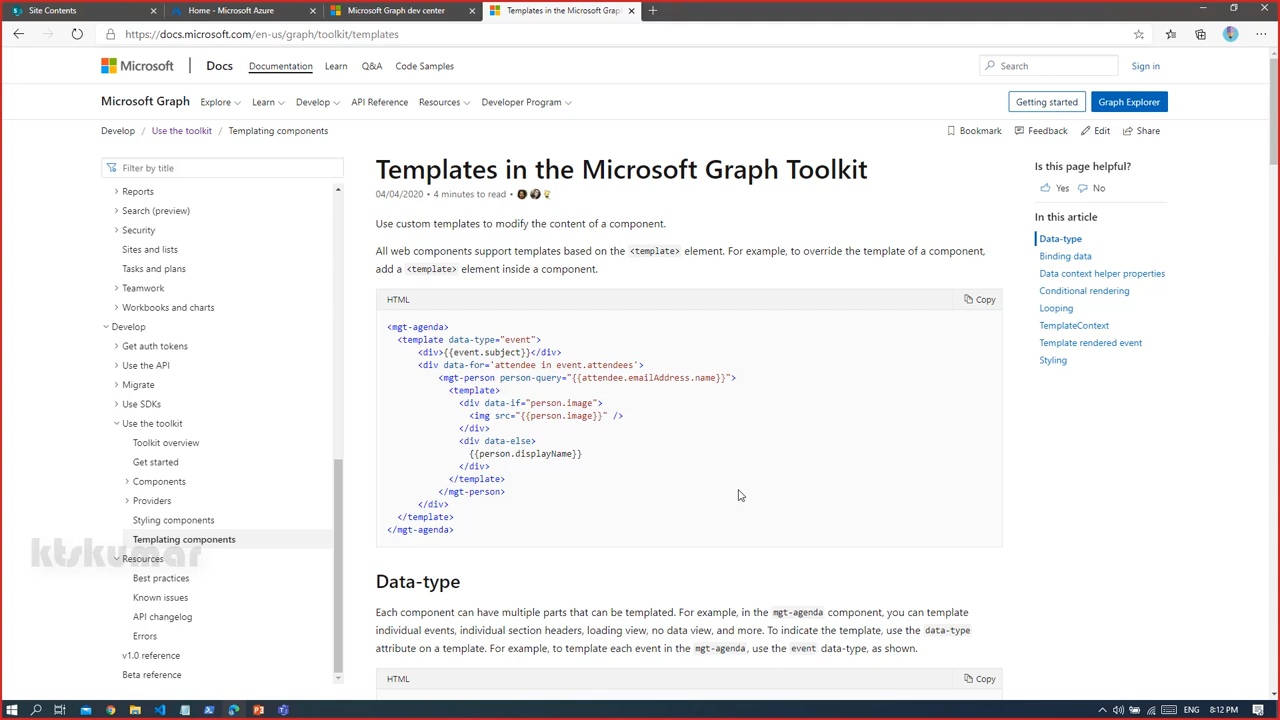 Site Contents
Home - Microsoft Azure
Microsoft Graph dev center
Templates in the Microsoft Grap
https://docs.microsoft.com/en-us/graph/toolkit/templates
Microsoft
Docs
Documentation
Learn
Q&A
Code Samples
Search
Sign in
Microsoft Graph
Explore
Learn
Develop
API Reference
Resources
Developer Program
Getting started
Graph Explorer
Develop / Use the toolkit / Templating components
Bookmark
Feedback
Edit
Share
Filter by title
Reports
Search (preview)
Security
Sites and lists
Tasks and plans
Teamwork
Workbooks and charts
Develop
Get auth tokens
Use the API
Migrate
Use SDKs
Use the toolkit
Toolkit overview
Get started
Components
Providers
Styling components
Templating components
Resources
Best practices
Known issues
API changelog
Errors
v1.0 reference
Beta reference
ktskumar
Templates in the Microsoft Graph Toolkit
04/04/2020 • 4 minutes to read •
Use custom templates to modify the content of a component.
All web components support templates based on the <template> element. For example, to override the template of a component,
add a <template> element inside a component.
HTML
Copy
<mgt-agenda>
<template data-type="event">
<div>{{event.subject}}</div>
<div data-for='attendee in event.attendees'>
<mgt-person person-query="{{attendee.emailAddress.name}}">
<template>
<div data-if="person.image">
<img src="{{person.image}}" />
</div>
<div data-else>
{{person.displayName}}
</div>
</template>
</mgt-person>
</div>
</template>
</mgt-agenda>
Data-type
Each component can have multiple parts that can be templated. For example, in the mgt-agenda component, you can template
individual events, individual section headers, loading view, no data view, and more. To indicate the template, use the data-type
attribute on a template. For example, to template each event in the mgt-agenda, use the event data-type, as shown.
HTML
Copy
Is this page helpful?
Yes
No
In this article
Data-type
Binding data
Data context helper properties
Conditional rendering
Looping
TemplateContext
Template rendered event
Styling
ENG
8:12 PM